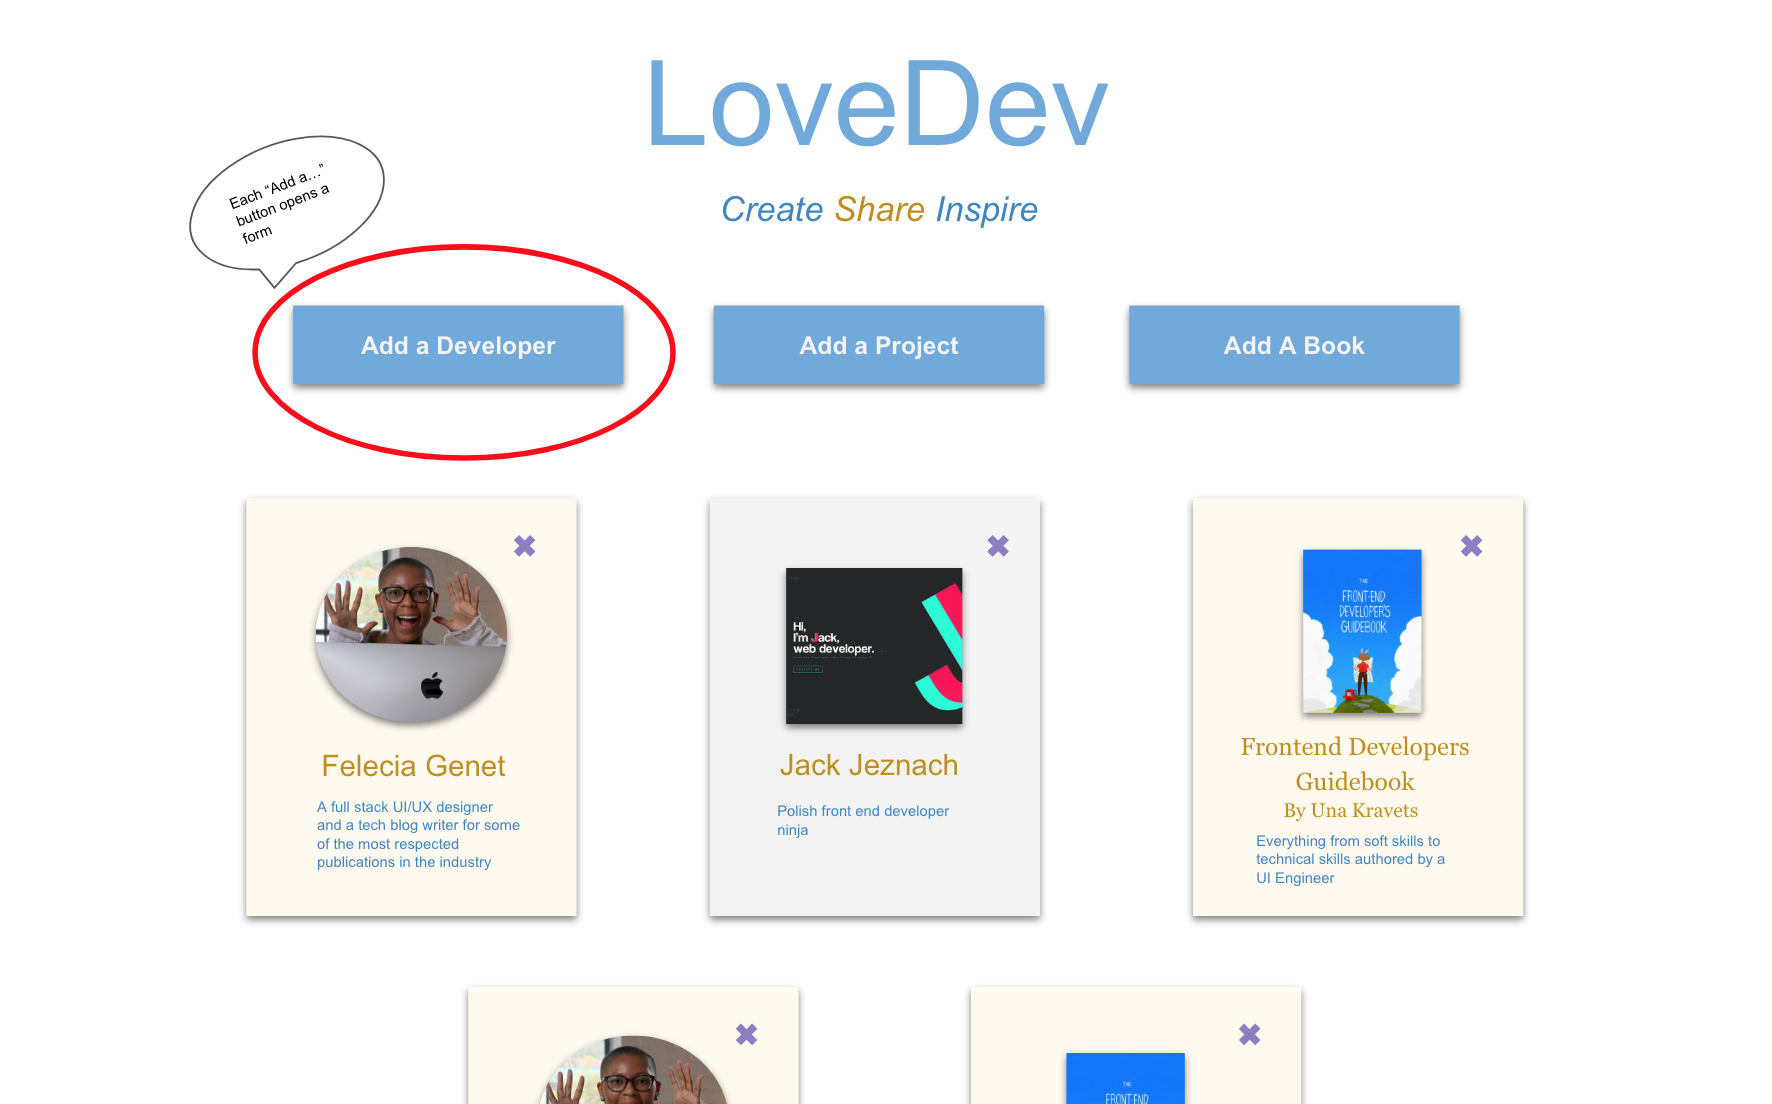 LoveDev
Create Share Inspire
Each “Add a…”
button opens a
form
Add a Developer
Add a Project
Add A Book
Hi,
I'm Jack,
web developer.
CONTACT ME
THE
FRONT-END
DEVELOPER'S
GUIDEBOOK
Felecia Genet
A full stack UI/UX designer
and a tech blog writer for some
of the most respected
publications in the industry
Jack Jeznach
Polish front end developer
ninja
Frontend Developers
Guidebook
By Una Kravets
Everything from soft skills to
technical skills authored by a
UI Engineer
THE
FRONT-END